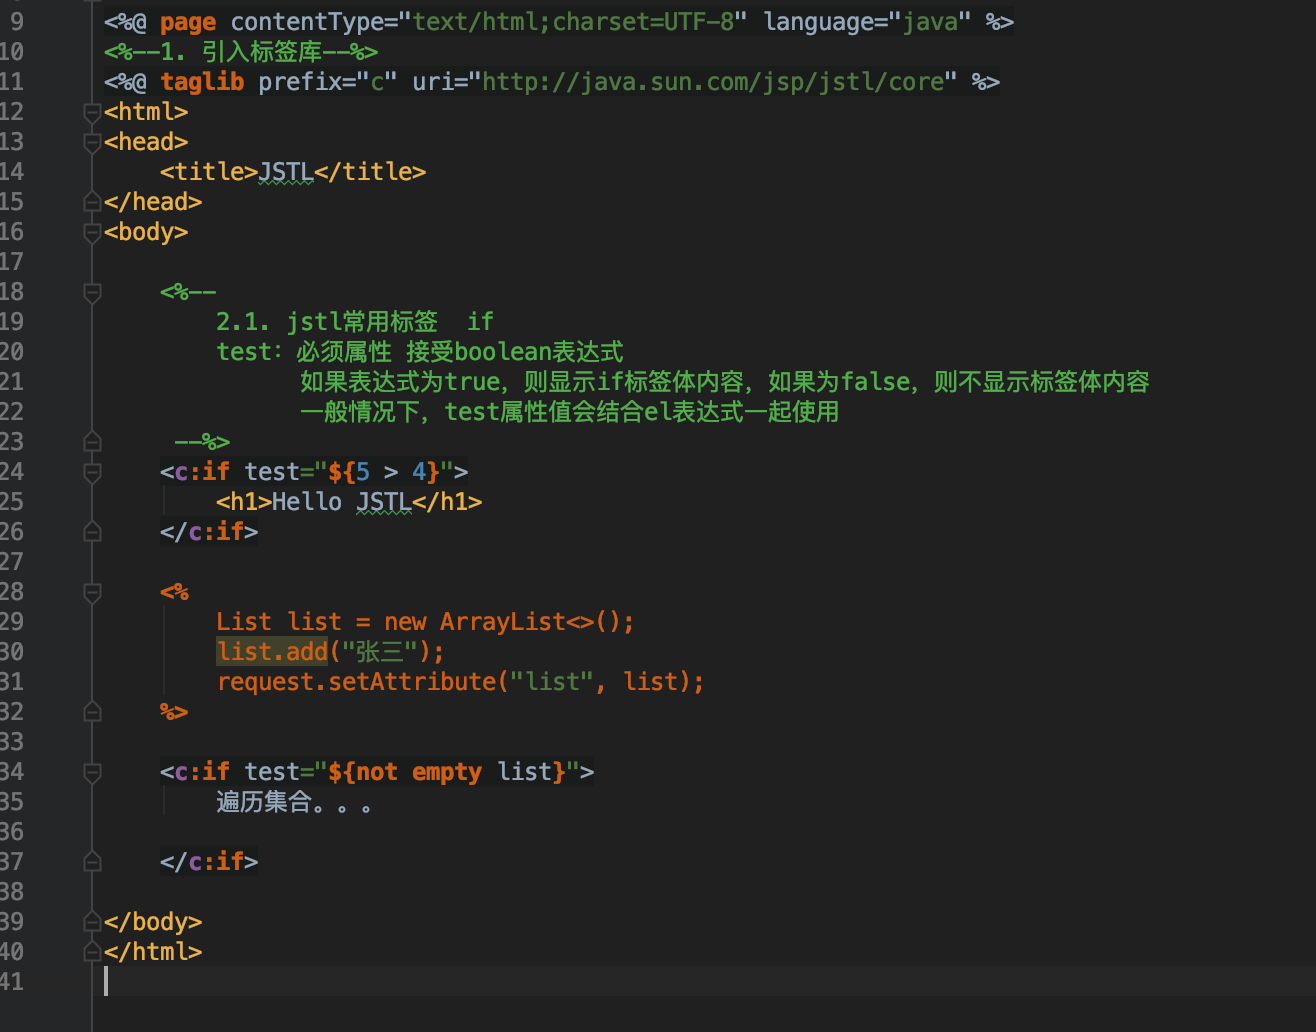 9 <%@ page contentType="text/html;charset=UTF-8" language="java" %>
10 <%--1. 引入标签库--%>
11 <%@ taglib prefix="c" uri="http://java.sun.com/jsp/jstl/core" %>
12 <html>
13 <head>
14     <title>JSTL</title>
15 </head>
16 <body>
17
18     <%--
19         2.1. jstl常用标签  if
20         test：必须属性 接受boolean表达式
21               如果表达式为true，则显示if标签体内容，如果为false，则不显示标签体内容
22               一般情况下，test属性值会结合el表达式一起使用
23      --%>
24     <c:if test="${5 > 4}">
25         <h1>Hello JSTL</h1>
26     </c:if>
27
28     <%
29         List list = new ArrayList<>();
30         list.add("张三");
31         request.setAttribute("list", list);
32     %>
33
34     <c:if test="${not empty list}">
35         遍历集合。。。
36
37     </c:if>
38
39 </body>
40 </html>
41